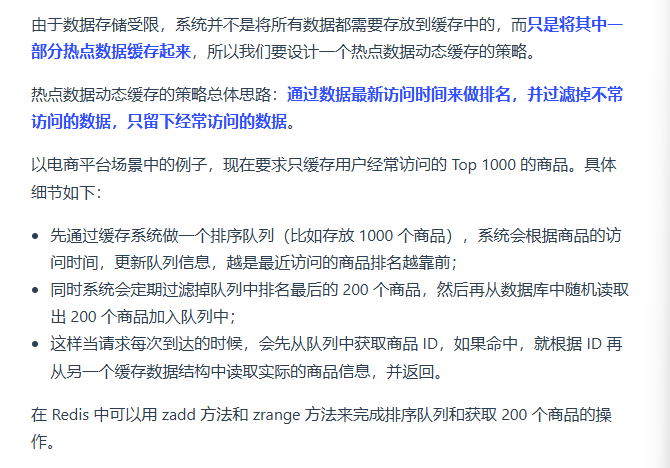 由于数据存储受限，系统并不是将所有数据都需要存放到缓存中的，而只是将其中一
部分热点数据缓存起来，所以我们要设计一个热点数据动态缓存的策略。
热点数据动态缓存的策略总体思路：通过数据最新访问时间来做排名，并过滤掉不常
访问的数据，只留下经常访问的数据。
以电商平台场景中的例子，现在要求只缓存用户经常访问的 Top 1000 的商品。具体
细节如下：
• 先通过缓存系统做一个排序队列（比如存放 1000 个商品），系统会根据商品的访
问时间，更新队列信息，越是最近访问的商品排名越靠前；
• 同时系统会定期过滤掉队列中排名最后的 200 个商品，然后再从数据库中随机读取
出 200 个商品加入队列中；
• 这样当请求每次到达的时候，会先从队列中获取商品 ID，如果命中，就根据 ID 再
从另一个缓存数据结构中读取实际的商品信息，并返回。
在 Redis 中可以用 zadd 方法和 zrange 方法来完成排序队列和获取 200 个商品的操
作。